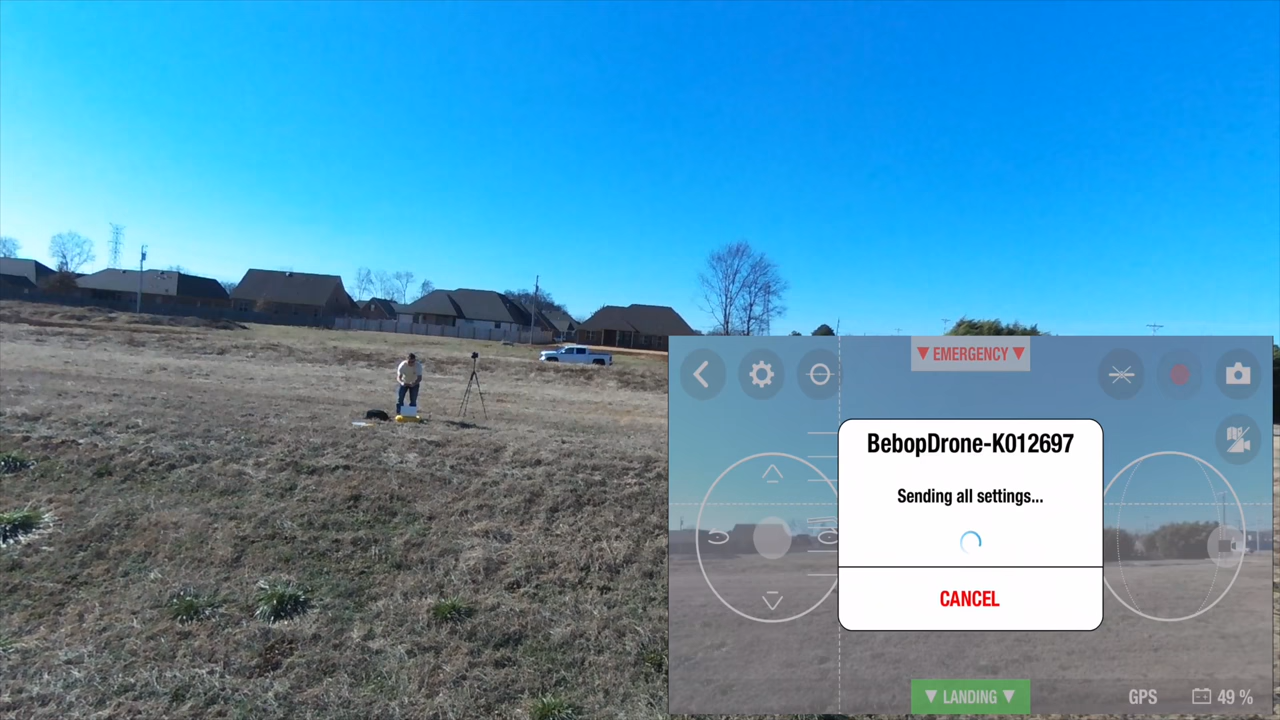 EMERGENCY
BebopDrone-K012697
Sending all settings...
CANCEL
LANDING
GPS
49 %